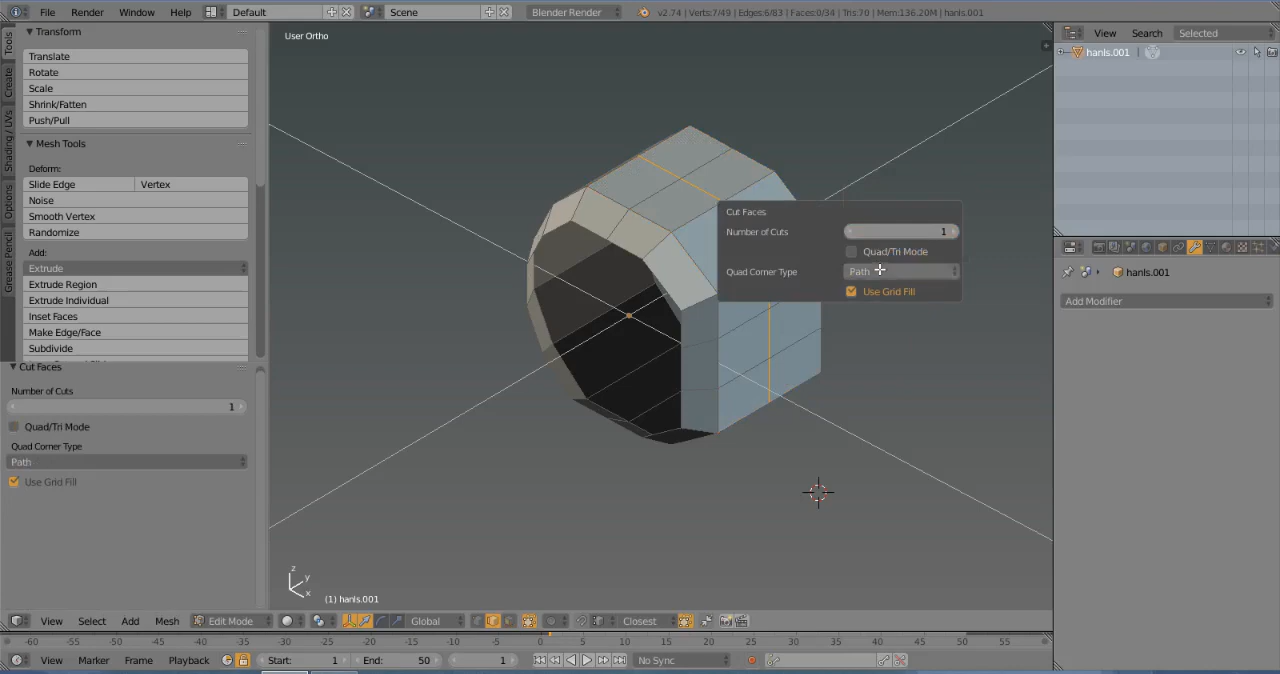 File Render Window Help Default Scene Blender Render v2.74 | Verts:7/49 | Edges:6/83 | Faces:0/34 | Tris:70 | Mem:136.20M | hanls.001
Tools
Create
Shading / UVs
Options
Grease Pencil
Transform
Translate
Rotate
Scale
Shrink/Fatten
Push/Pull
Mesh Tools
Deform:
Slide Edge Vertex
Noise
Smooth Vertex
Randomize
Add:
Extrude
Extrude Region
Extrude Individual
Inset Faces
Make Edge/Face
Subdivide
Cut Faces
Number of Cuts
1
Quad/Tri Mode
Quad Corner Type
Path
Use Grid Fill
User Ortho
Cut Faces
Number of Cuts 1
Quad/Tri Mode
Quad Corner Type Path
Use Grid Fill
z
y
x
(1) hanls.001
View Select Add Mesh Edit Mode Global Closest
-60 -55 -50 -45 -40 -35 -30 -25 -20 -15 -10 -5 0 5 10 15 20 25 30 35 40 45 50 55
View Marker Frame Playback Start: 1 End: 50 1 No Sync
View Search Selected
hanls.001
hanls.001
Add Modifier